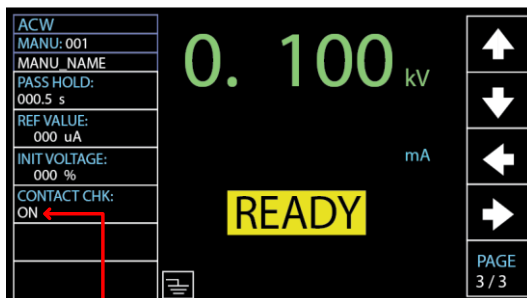 ACW
MANU: 001
MANU_NAME
PASS HOLD:
000.5 s
REF VALUE:
000 uA
INIT VOLTAGE:
000 %
CONTACT CHK:
ON
0. 100 kV
mA
READY
PAGE
3 / 3